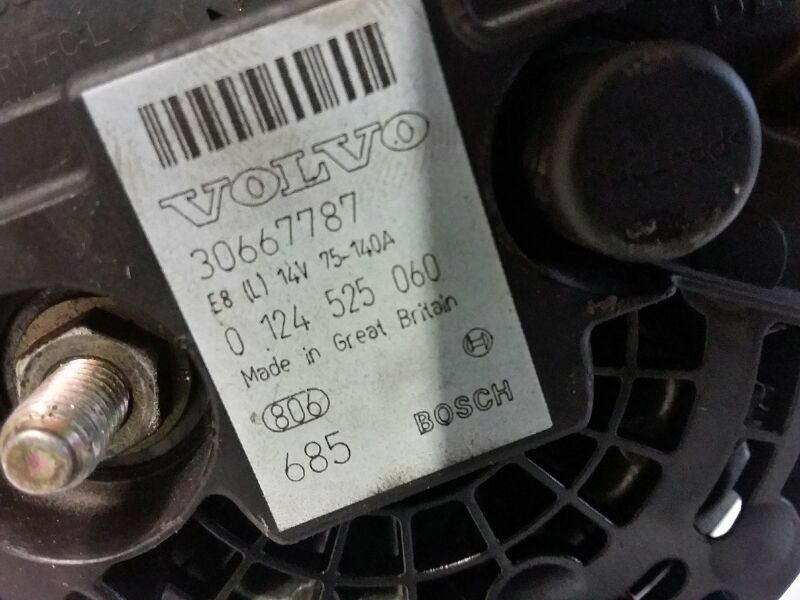 VOLVO
30667787
E8 (L) 14V 75-140A
0 124 525 060
Made in Great Britain
806
685
BOSCH